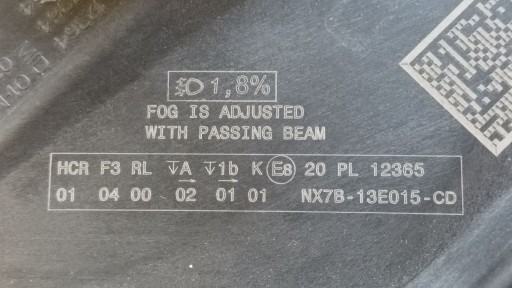 1,8%
FOG IS ADJUSTED
WITH PASSING BEAM
HCR F3 RL A 1b K E8 20 PL 12365
01 04 00 02 01 01 NX7B-13E015-CD